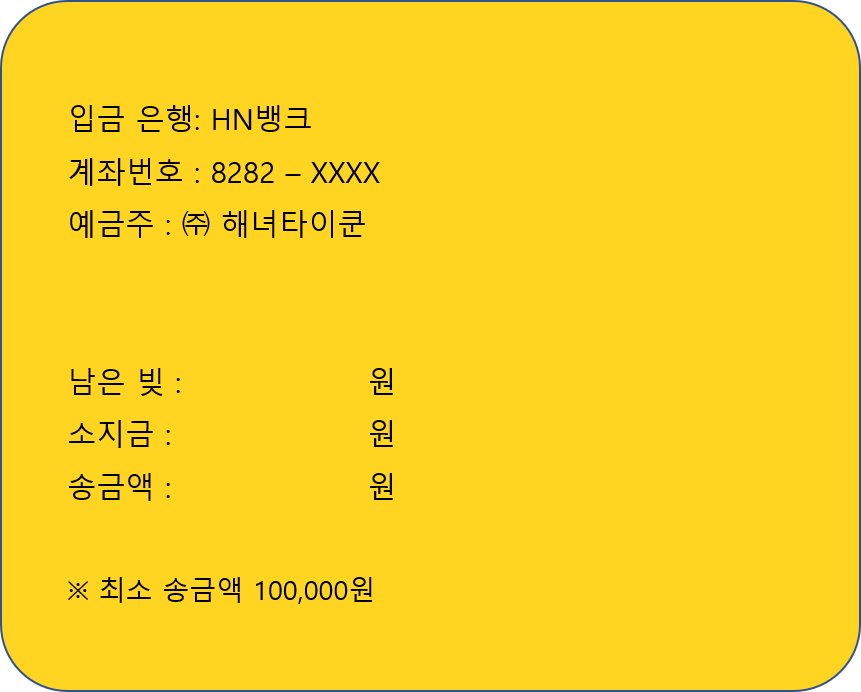 입금 은행: HN뱅크
계좌번호 : 8282 – XXXX
예금주 : ㈜ 해녀타이쿤
남은 빚 : 원
소지금 : 원
송금액 : 원
※ 최소 송금액 100,000원